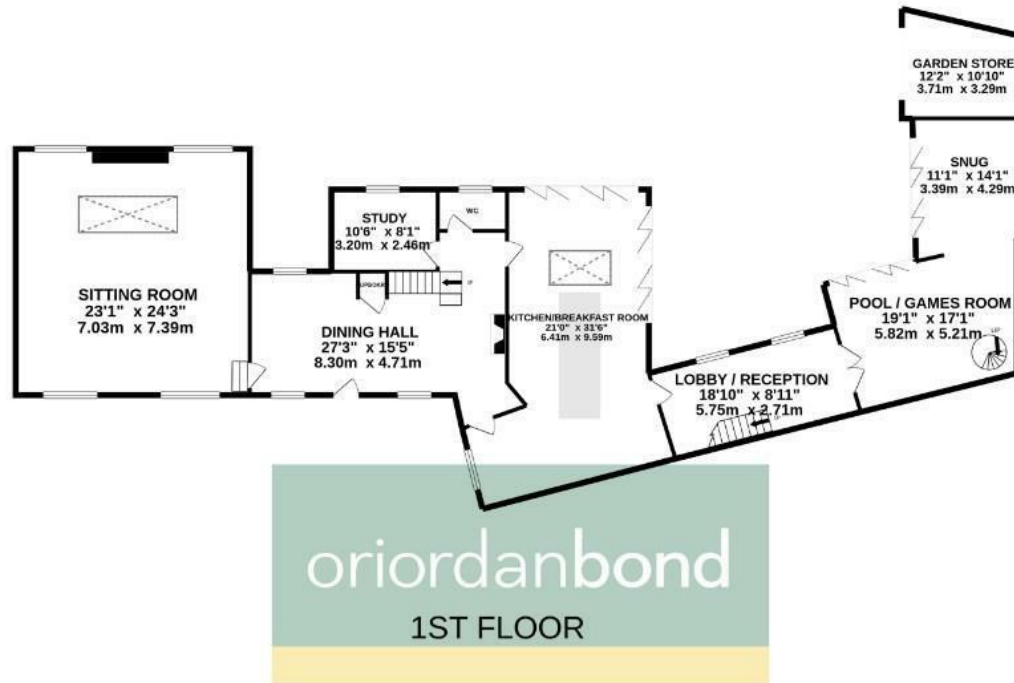 GARDEN STORE
12'2" x 10'10"
3.71m x 3.29m
SNUG
11'1" x 14'1"
3.39m x 4.29m
STUDY
10'6" x 8'1"
3.20m x 2.46m
WC
SITTING ROOM
23'1" x 24'3"
7.03m x 7.39m
UP
DINING HALL
27'3" x 15'5"
8.30m x 4.71m
KITCHEN/BREAKFAST ROOM
21'0" x 31'6"
6.41m x 9.59m
POOL / GAMES ROOM
19'1" x 17'1"
5.82m x 5.21m
UP
LOBBY / RECEPTION
18'10" x 8'11"
5.75m x 2.71m
UP
oriordanbond
1ST FLOOR